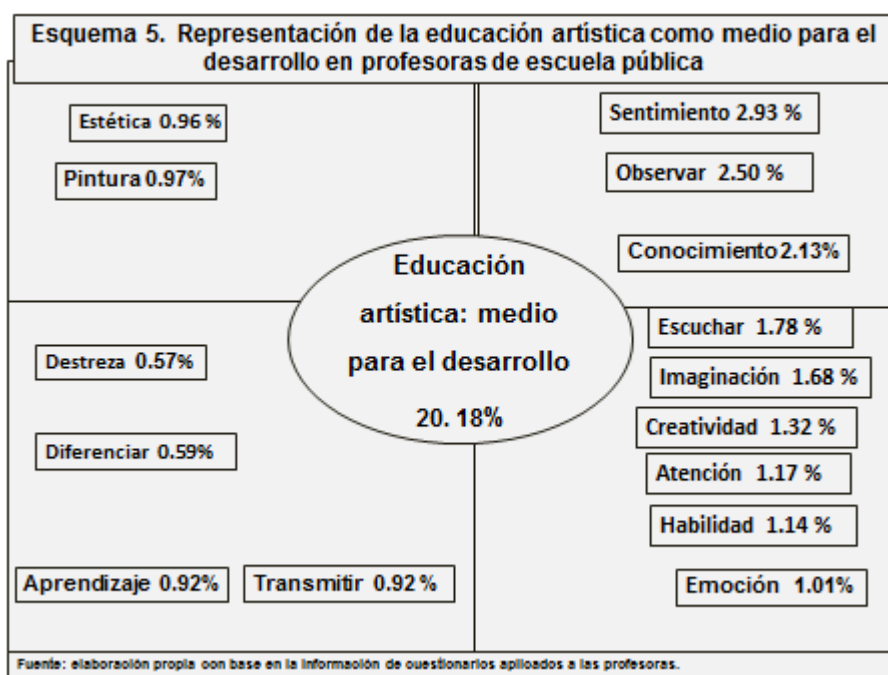 Esquema 5. Representación de la educación artística como medio para el
desarrollo en profesoras de escuela pública
Estética 0.96 %
Pintura 0.97%
Sentimiento 2.93 %
Observar 2.50 %
Conocimiento 2.13%
Educación
artística: medio
para el desarrollo
20. 18%
Destreza 0.57%
Diferenciar 0.59%
Aprendizaje 0.92%
Transmitir 0.92 %
Escuchar 1.78 %
Imaginación 1.68 %
Creatividad 1.32 %
Atención 1.17 %
Habilidad 1.14 %
Emoción 1.01%
Fuente: elaboración propia con base en la información de cuestionarios aplicados a las profesoras.